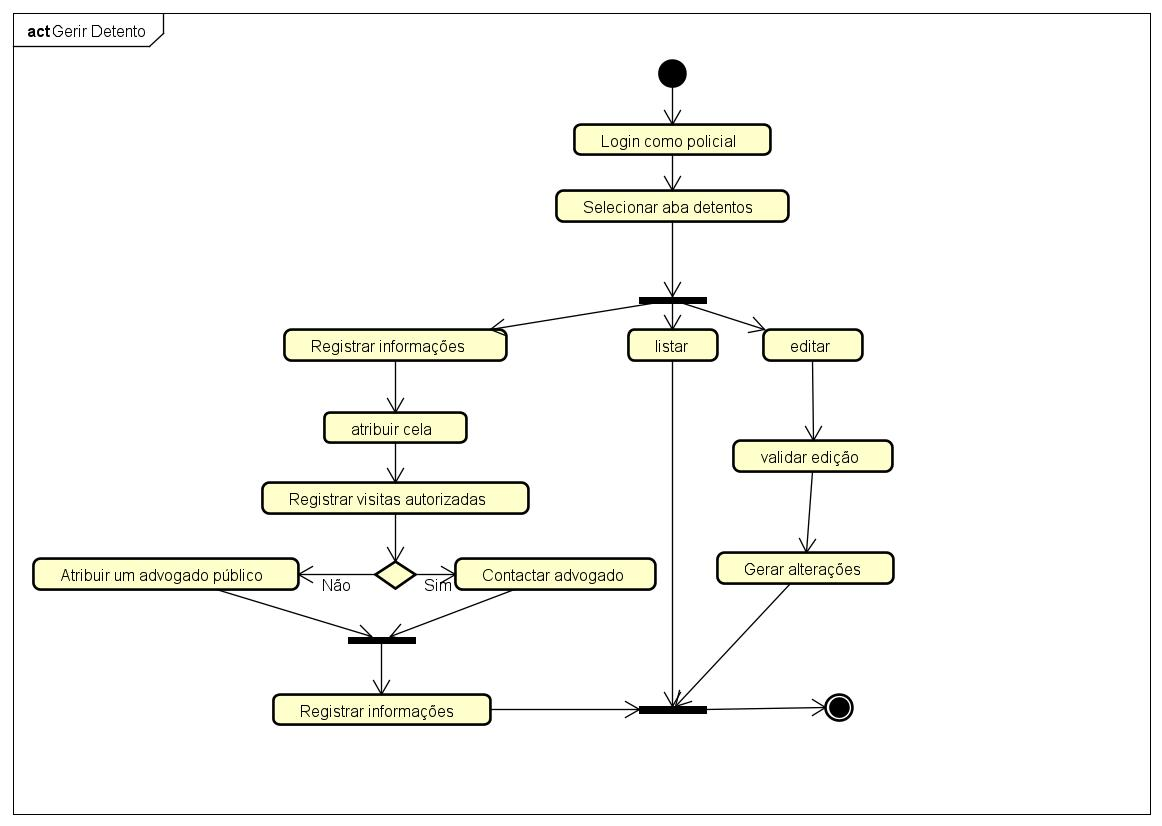 act Gerir Detento
Login como policial
Selecionar aba detentos
Registrar informações
listar
editar
atribuir cela
validar edição
Registrar visitas autorizadas
Atribuir um advogado público
Não
Sim
Contactar advogado
Gerar alterações
Registrar informações